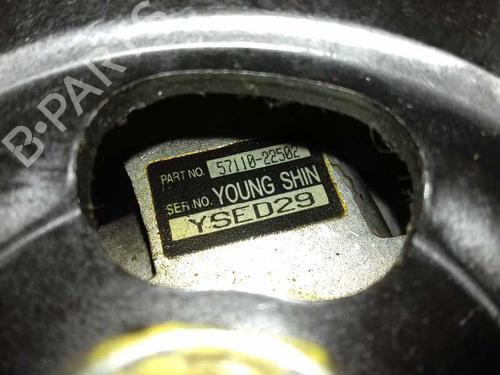 B-PARTS
PART NO. 57110-22502
SER.NO. YOUNG SHIN
YSED29